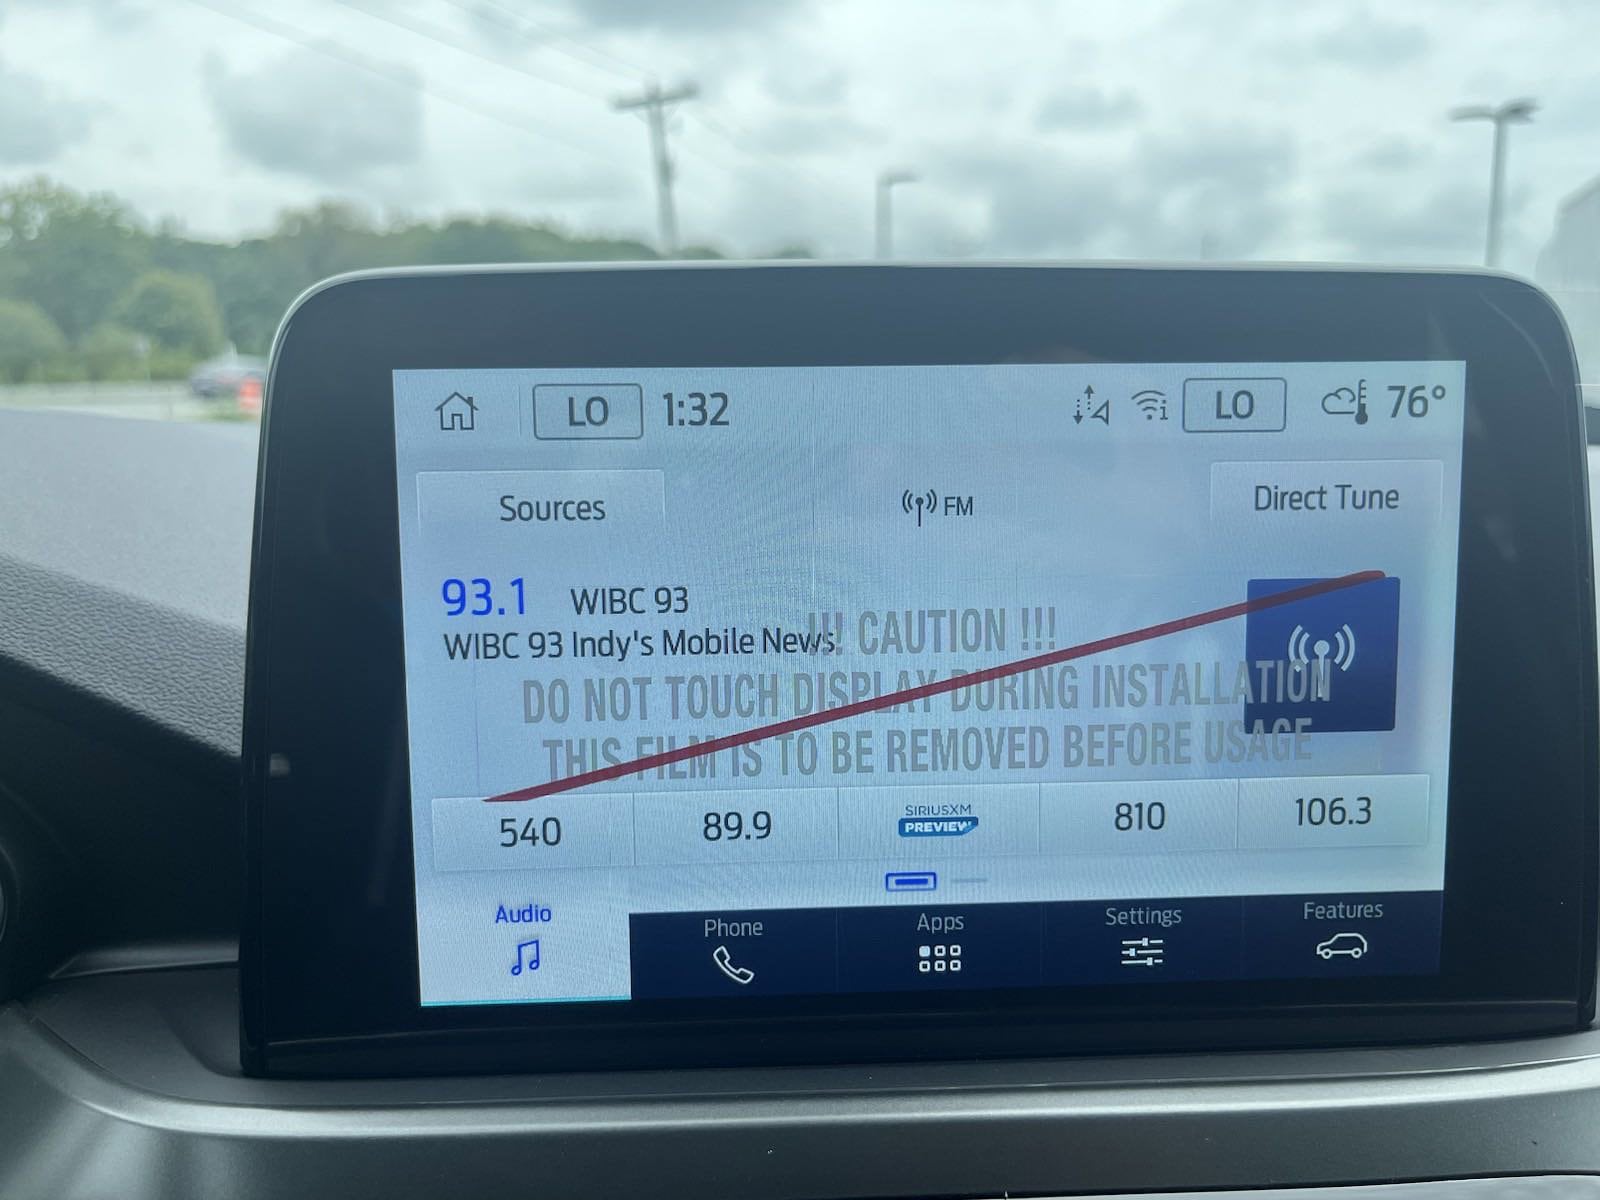 LO 1:32 LO 76°
Sources FM Direct Tune
93.1 WIBC 93
WIBC 93 Indy's Mobile News
!!! CAUTION !!!
DO NOT TOUCH DISPLAY DURING INSTALLATION
THIS FILM IS TO BE REMOVED BEFORE USAGE
540 89.9 SIRIUSXM PREVIEW 810 106.3
Audio Phone Apps Settings Features